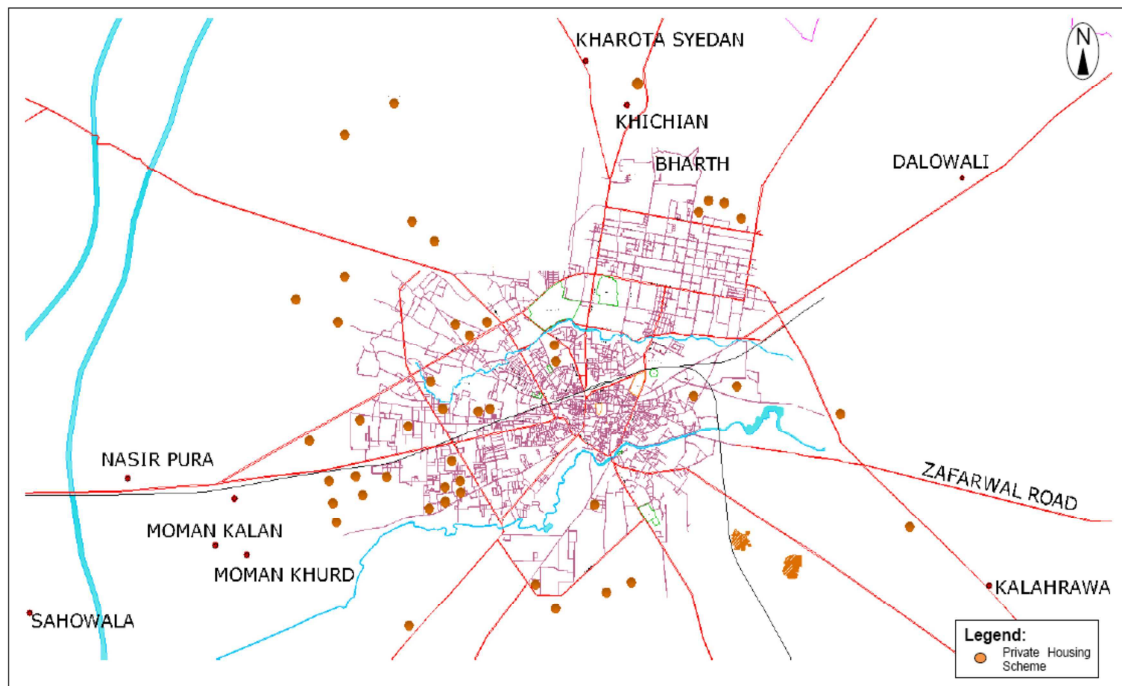 KHAROTA SYEDAN
N
KHICHIAN
BHARTH
DALOWALI
NASIR PURA
ZAFARWAL ROAD
MOMAN KALAN
MOMAN KHURD
KALAHRAWA
SAHOWALA
Legend:
Private Housing
Scheme